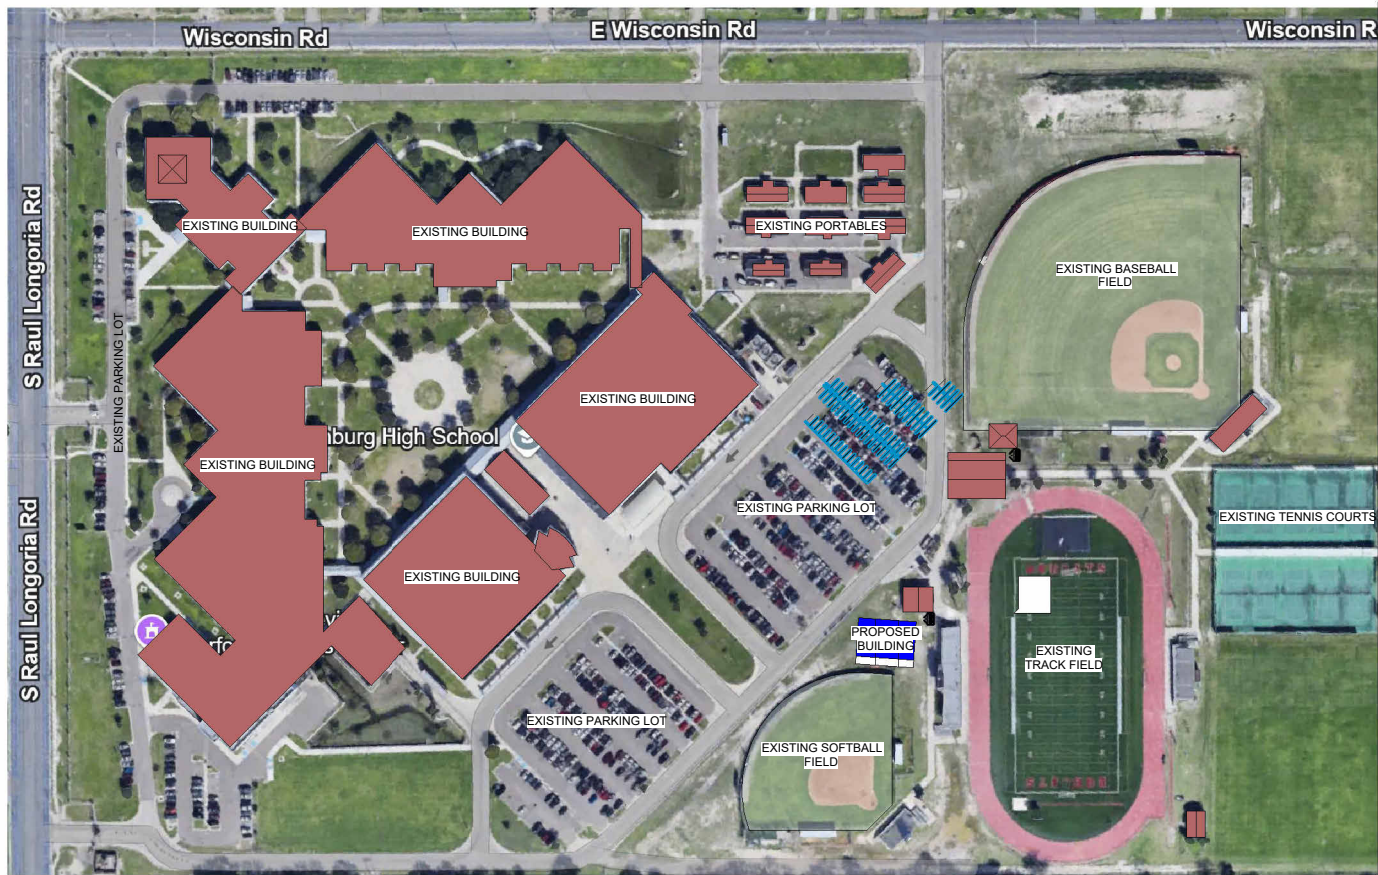 Wisconsin Rd
E Wisconsin Rd
Wisconsin R
S Raul Longoria Rd
EXISTING BUILDING
EXISTING BUILDING
EXISTING PORTABLES
EXISTING BASEBALL
FIELD
EXISTING PARKING LOT
EXISTING BUILDING
nburg High School
EXISTING BUILDING
EXISTING PARKING LOT
EXISTING TENNIS COURTS
S Raul Longoria Rd
EXISTING BUILDING
PROPOSED
BUILDING
EXISTING
TRACK FIELD
EXISTING PARKING LOT
EXISTING SOFTBALL
FIELD